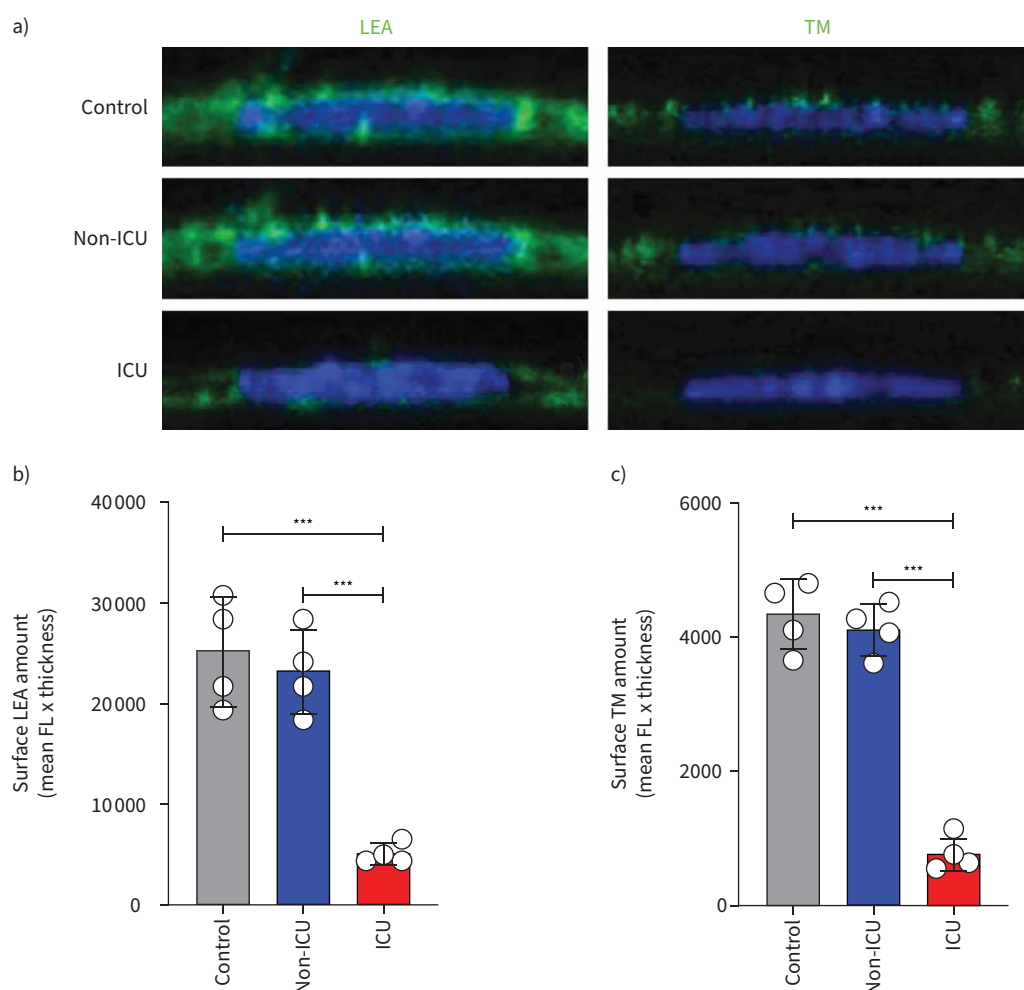 a)
LEA
TM
Control
Non-ICU
ICU
b)
40 000
30 000
20 000
10 000
0
Surface LEA amount
(mean FL x thickness)
***
***
Control
Non-ICU
ICU
c)
6000
4000
2000
0
Surface TM amount
(mean FL x thickness)
***
***
Control
Non-ICU
ICU